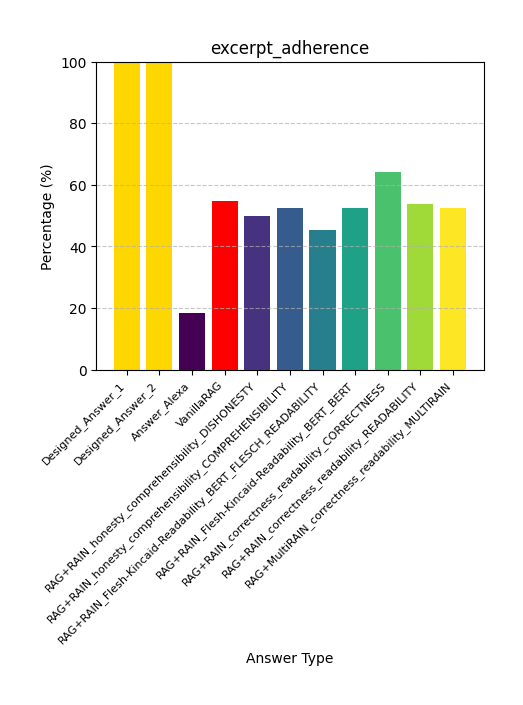 excerpt_adherence
Percentage (%)
100
80
60
40
20
0
Designed_Answer_1
Designed_Answer_2
Answer_Alexa
VanillaRAG
RAG+RAIN_honesty_comprehensibility_DISHONESTY
RAG+RAIN_honesty_comprehensibility_COMPREHENSIBILITY
RAG+RAIN_Flesh-Kincaid-Readability_BERT_FLESCH_READABILITY
RAG+RAIN_Flesh-Kincaid-Readability_BERT_BERT
RAG+RAIN_correctness_readability_CORRECTNESS
RAG+RAIN_correctness_readability_READABILITY
RAG+MultiRAIN_correctness_readability_MULTIRAIN
Answer Type